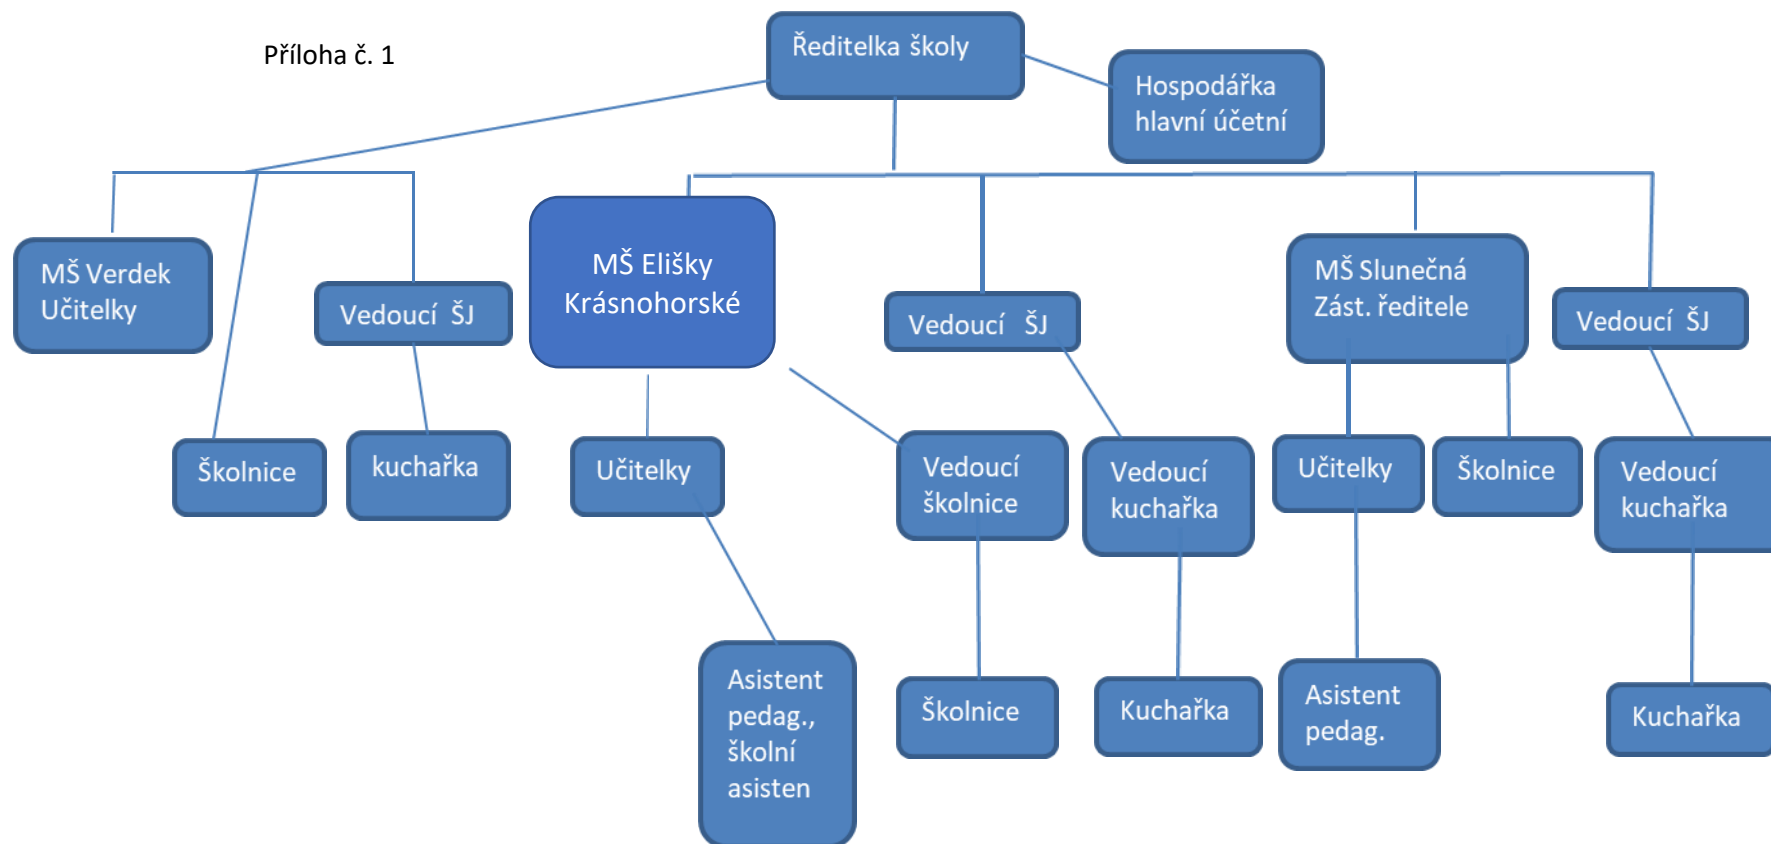 Příloha č. 1
Ředitelka školy
Hospodářka
hlavní účetní
MŠ Verdek
Učitelky
Vedoucí ŠJ
MŠ Elišky
Krásnohorské
Vedoucí ŠJ
MŠ Slunečná
Zást. ředitele
Vedoucí ŠJ
Školnice
kuchařka
Učitelky
Vedoucí
školnice
Vedoucí
kuchařka
Učitelky
Školnice
Vedoucí
kuchařka
Asistent
pedag.,
školní
asisten
Školnice
Kuchařka
Asistent
pedag.
Kuchařka